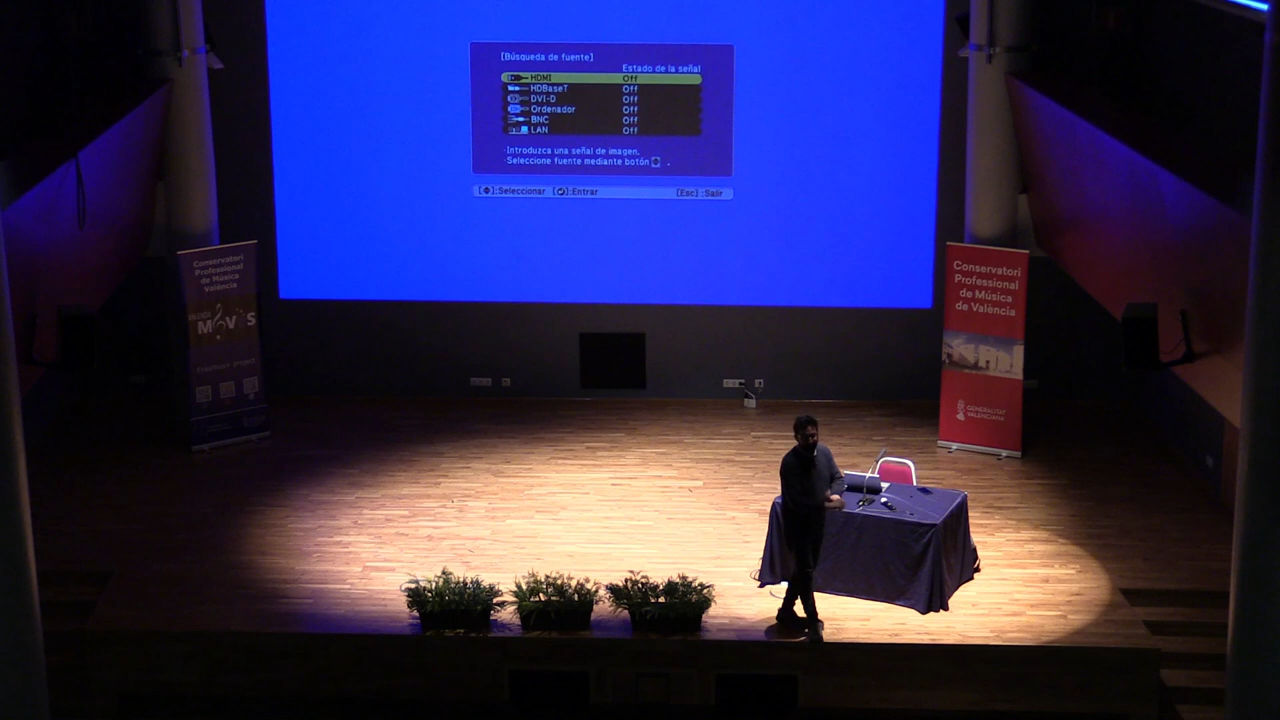 [Búsqueda de fuente]
Estado de la señal
HDMI Off
HDBaseT Off
DVI-D Off
Ordenador Off
BNC Off
LAN Off
·Introduzca una señal de imagen.
·Seleccione fuente mediante botón .
[ ]:Seleccionar [ ]:Entrar [Esc] :Salir
Conservatori
Professional
de Música
València
Conservatori
Professional
de Música
de València
GENERALITAT
VALENCIANA